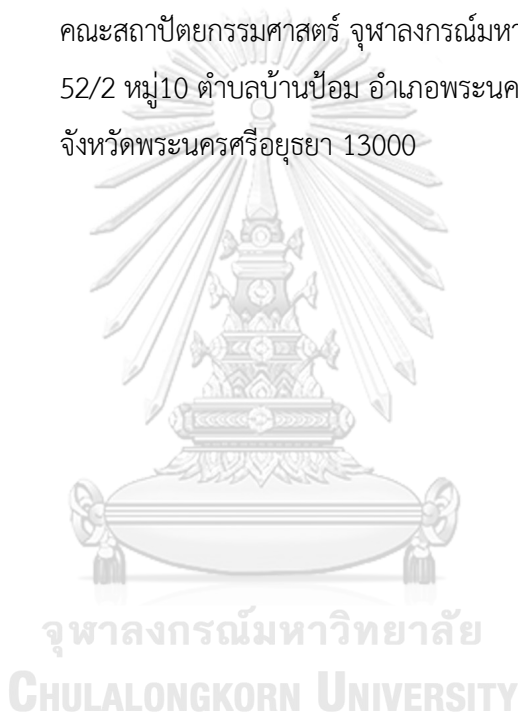 คณะสถาปัตยกรรมศาสตร์ จุฬาลงกรณ์มหา
52/2 หมู่10 ตำบลบ้านป้อม อำเภอพระนค
จังหวัดพระนครศรีอยุธยา 13000
จุฬาลงกรณ์มหาวิทยาลัย
CHULALONGKORN UNIVERSITY